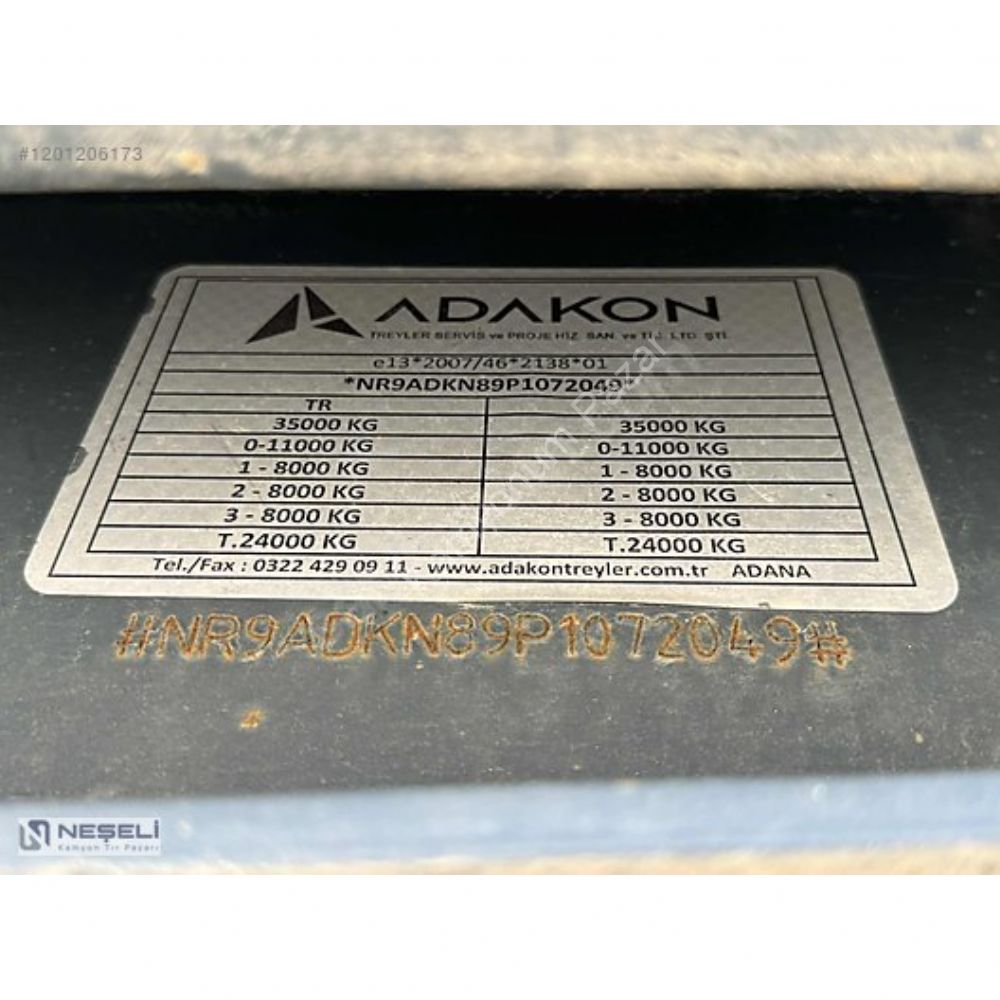 #1201206173
ADAKON
TREYLER SERVİS ve PROJE HİZ. SAN. ve TİC. LTD. ŞTİ.
e13*2007/46*2138*01
*NR9ADKN89P1072049*
TR
35000 KG 35000 KG
0-11000 KG 0-11000 KG
1 - 8000 KG 1 - 8000 KG
2 - 8000 KG 2 - 8000 KG
3 - 8000 KG 3 - 8000 KG
T.24000 KG T.24000 KG
Tel./Fax : 0322 429 09 11 - www.adakontreyler.com.tr ADANA
#NR9ADKN89P1072049#
NEŞELİ
Kamyon Tır Pazarı